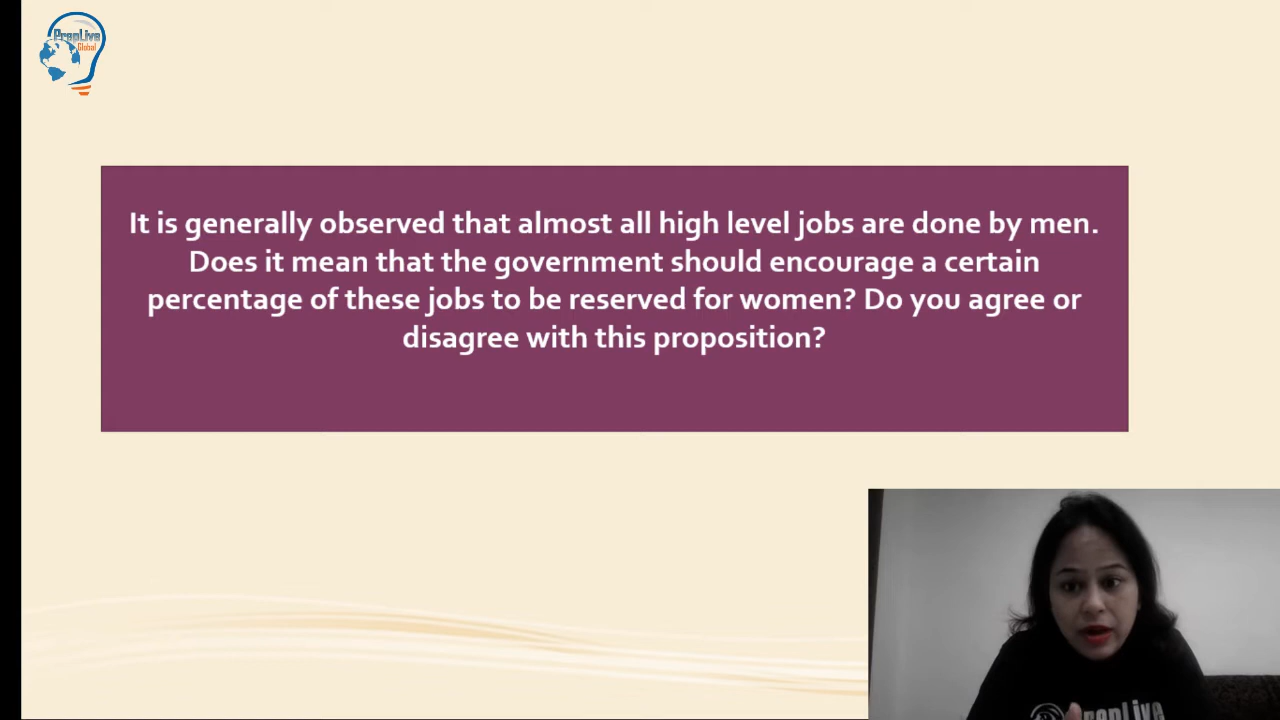 PrepLive
Global
It is generally observed that almost all high level jobs are done by men.
Does it mean that the government should encourage a certain
percentage of these jobs to be reserved for women? Do you agree or
disagree with this proposition?
PrepLive